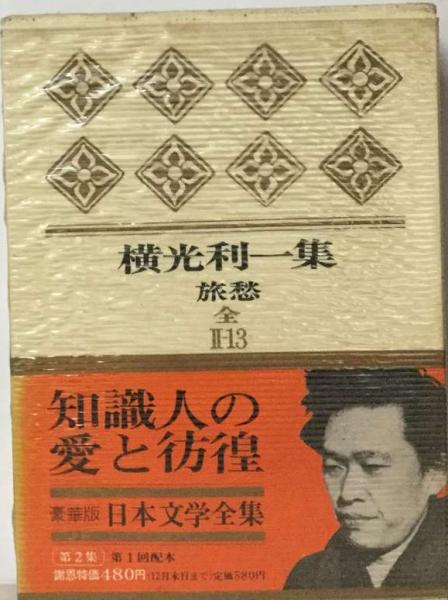 横光利一集
旅愁
全
Ⅱ-13
知識人の
愛と彷徨
豪華版 日本文学全集
第2集 第1回配本
謝恩特価480円(12月末日まで)定価580円